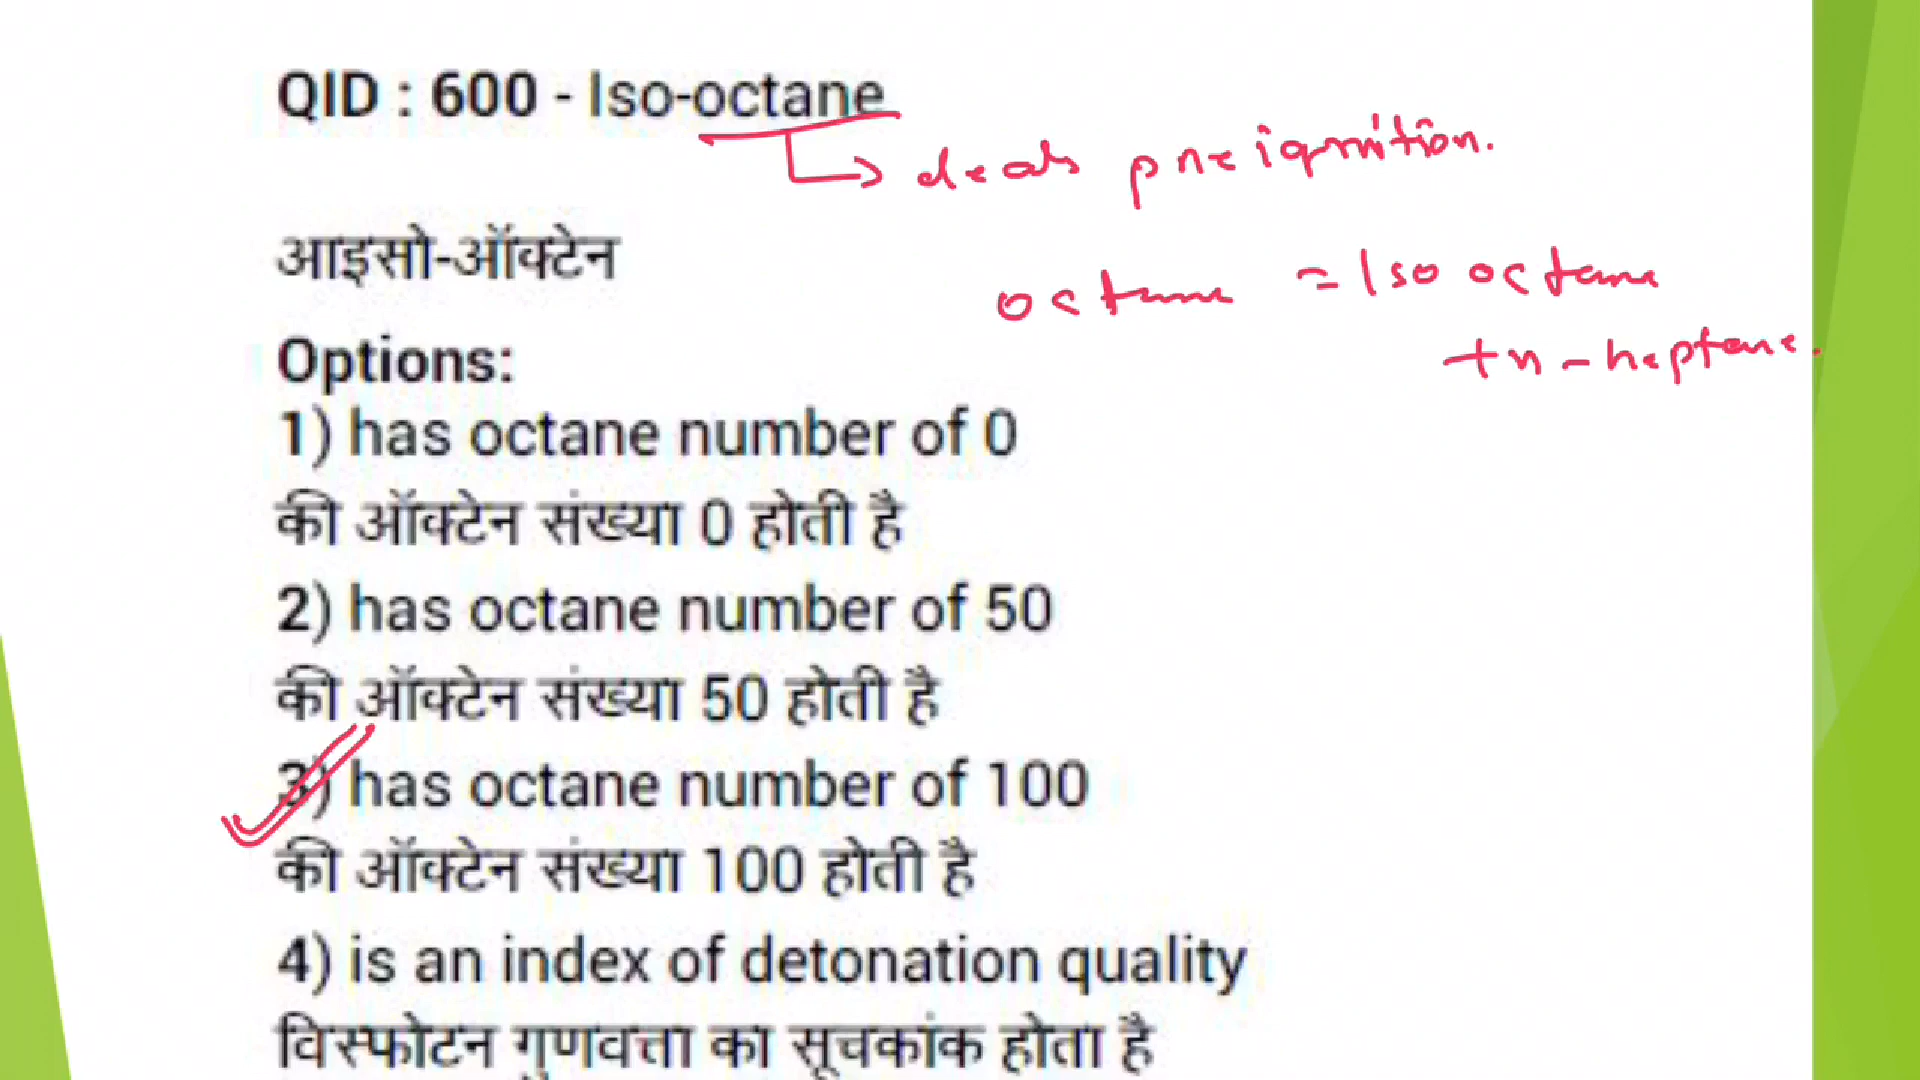 QID : 600 - Iso-octane
deals preignition.
आइसो-ऑक्टेन
octane = Iso octane
+ n - heptane.
Options:
1) has octane number of 0
की ऑक्टेन संख्या 0 होती है
2) has octane number of 50
की ऑक्टेन संख्या 50 होती है
3) has octane number of 100
की ऑक्टेन संख्या 100 होती है
4) is an index of detonation quality
विस्फोटन गुणवत्ता का सूचकांक होता है